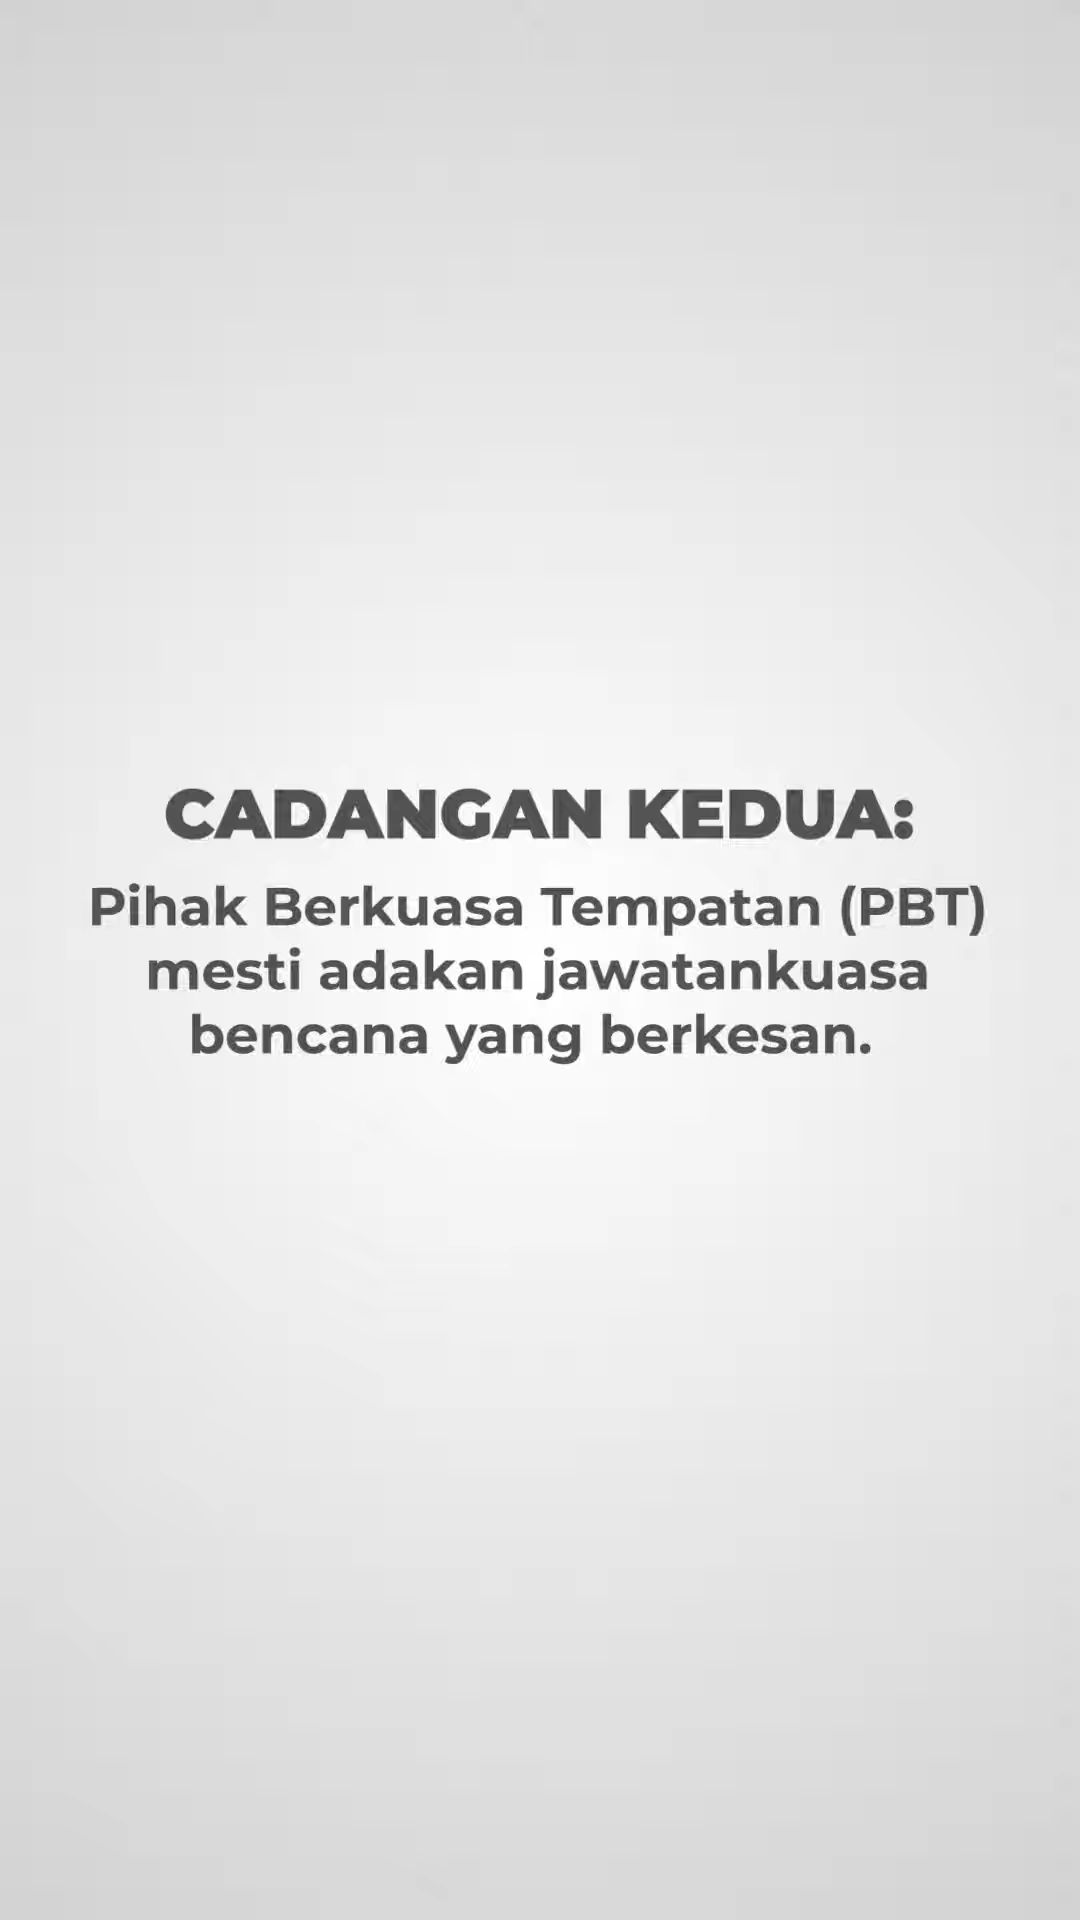 CADANGAN KEDUA:
Pihak Berkuasa Tempatan (PBT)
mesti adakan jawatankuasa
bencana yang berkesan.